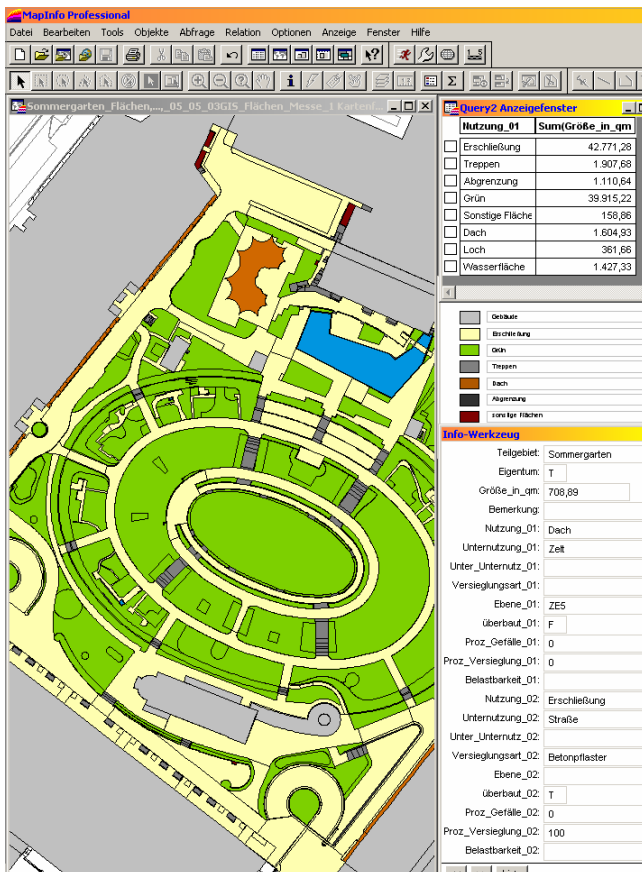 MapInfo Professional
Datei Bearbeiten Tools Objekte Abfrage Relation Optionen Anzeige Fenster Hilfe
Sommergarten_Flächen,..._05_05_03GIS_Flächen_Messe_1 Kartenf...
Query2 Anzeigefenster
Nutzung_01 Sum(Größe_in_qm
Erschließung 42.771,28
Treppen 1.907,68
Abgrenzung 1.110,64
Grün 39.915,22
Sonstige Fläche 158,86
Dach 1.604,93
Loch 361,66
Wasserfläche 1.427,33
Gebäude
Erschließung
Grün
Treppen
Dach
Abgrenzung
sonstige Flächen
Info-Werkzeug
Teilgebiet: Sommergarten
Eigentum: T
Größe_in_qm: 708,89
Bemerkung:
Nutzung_01: Dach
Unternutzung_01: Zelt
Unter_Unternutz_01:
Versieglungsart_01:
Ebene_01: ZE5
überbaut_01: F
Proz_Gefälle_01: 0
Proz_Versieglung_01: 0
Belastbarkeit_01:
Nutzung_02: Erschließung
Unternutzung_02: Straße
Unter_Unternutz_02:
Versieglungsart_02: Betonpflaster
Ebene_02:
überbaut_02: T
Proz_Gefälle_02: 0
Proz_Versieglung_02: 100
Belastbarkeit_02: